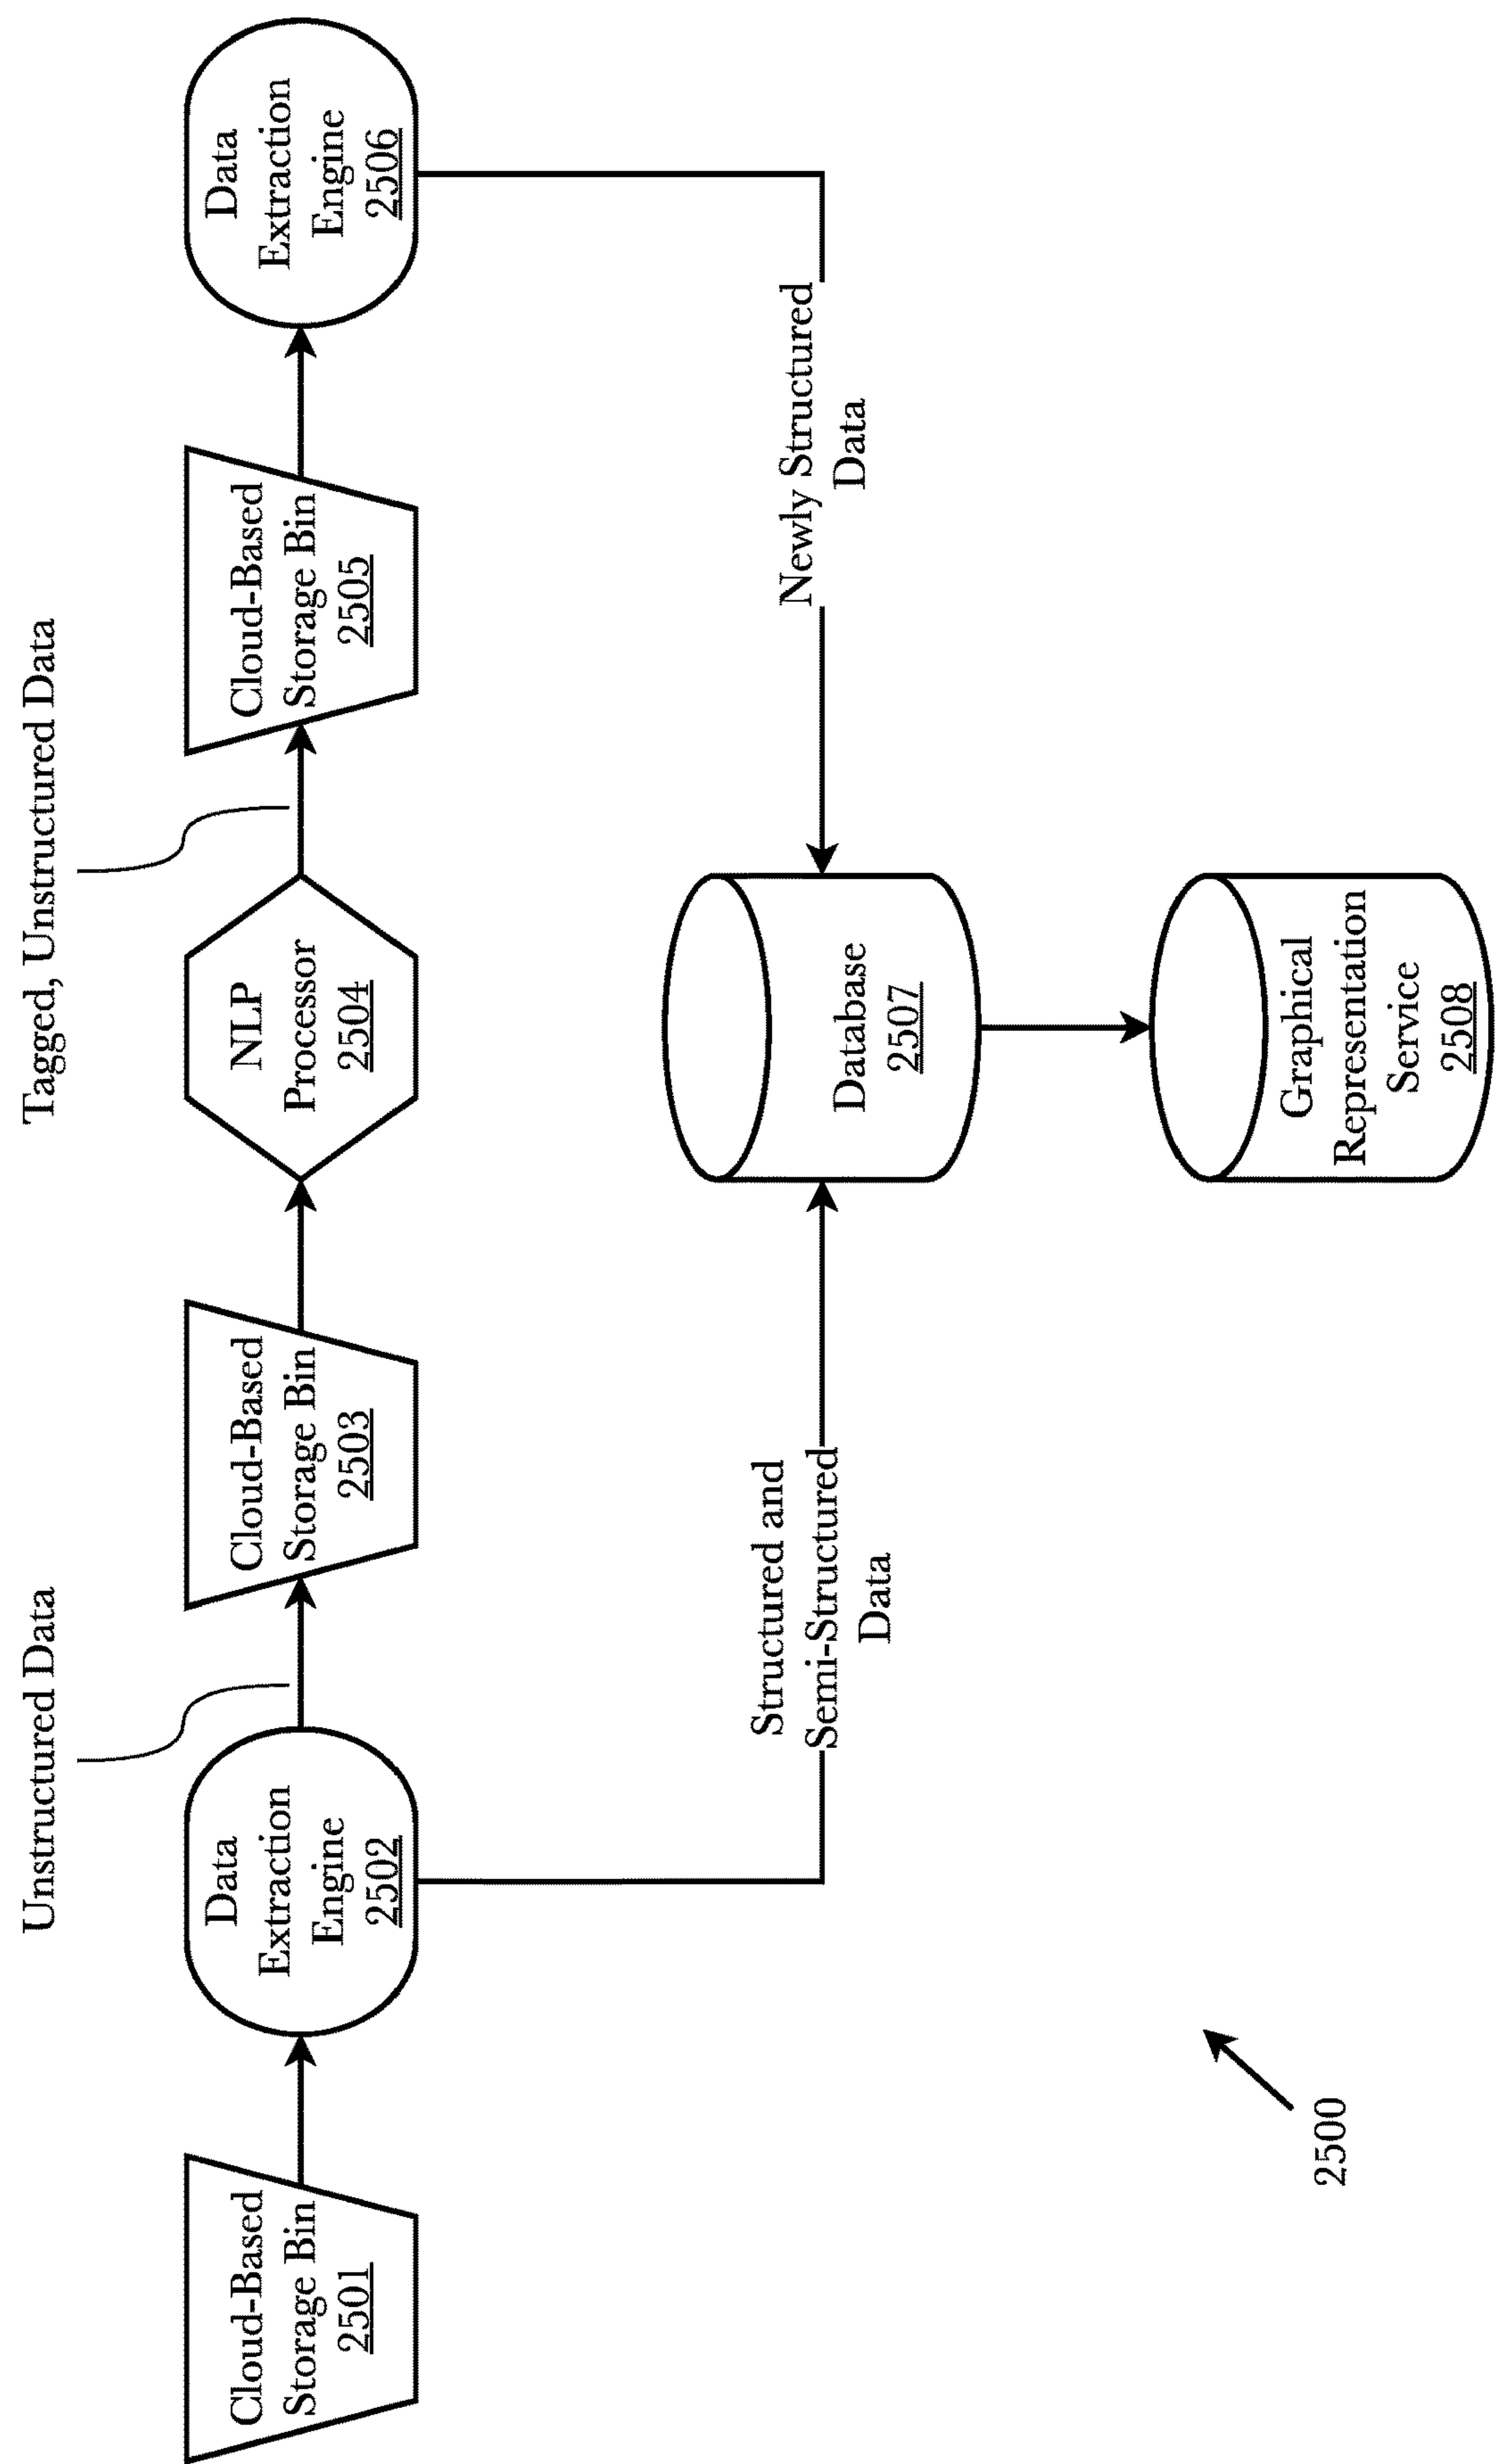 Unstructured Data
Tagged, Unstructured Data
Cloud-Based
Storage Bin
2501
Data
Extraction
Engine
2502
Cloud-Based
Storage Bin
2503
NLP
Processor
2504
Cloud-Based
Storage Bin
2505
Data
Extraction
Engine
2506
Structured and
Semi-Structured
Data
Database
2507
Newly Structured
Data
Graphical
Representation
Service
2508
2500